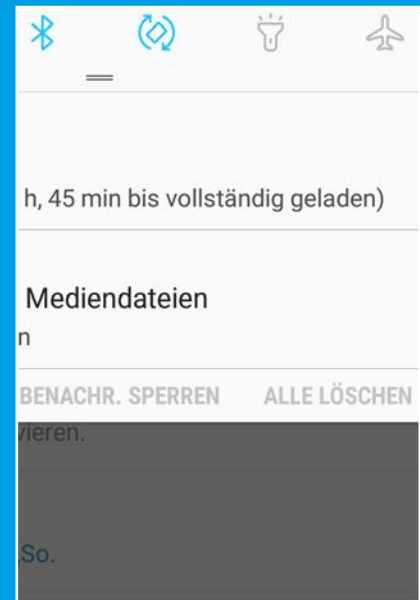 h, 45 min bis vollständig geladen)
Mediendateien
n
BENACHR. SPERREN ALLE LÖSCHEN
vieren.
So.